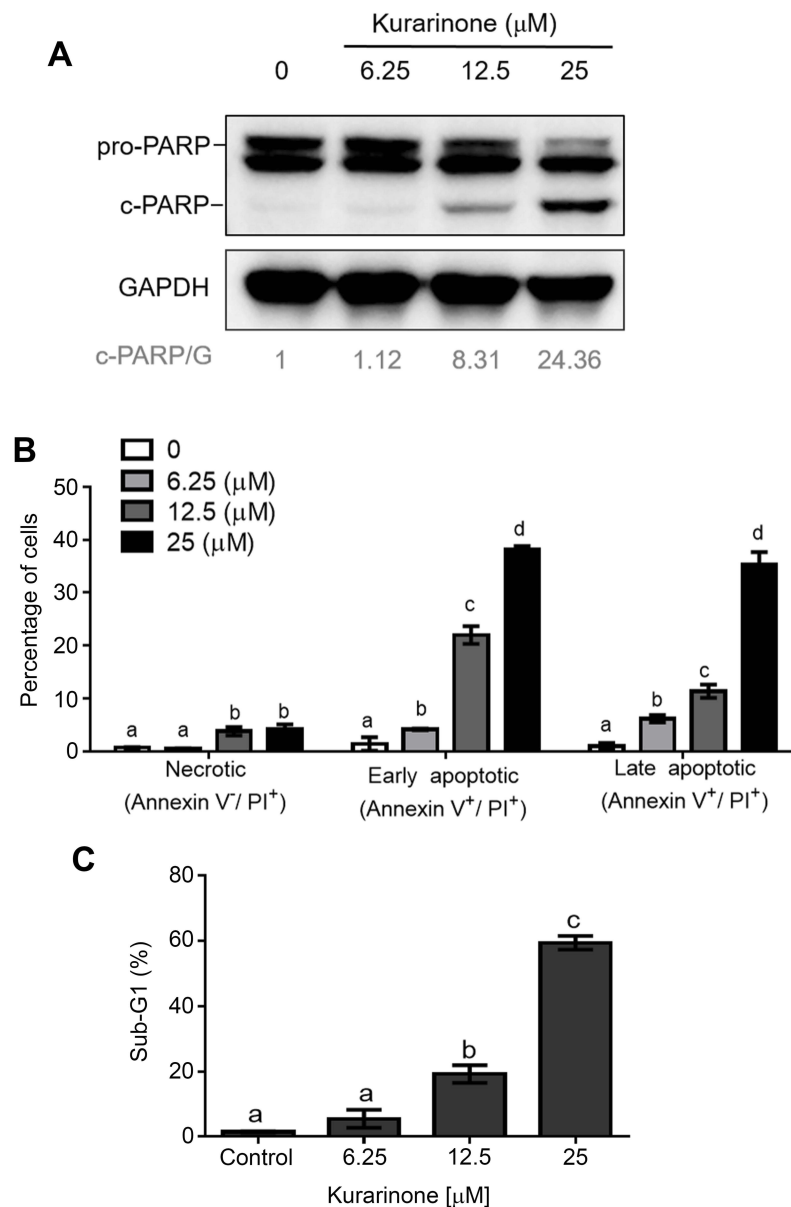 A
Kurarinone (μM)
0 6.25 12.5 25
pro-PARP
c-PARP
GAPDH
c-PARP/G 1 1.12 8.31 24.36
B
0
6.25 (μM)
12.5 (μM)
25 (μM)
Percentage of cells
50
40
30
20
10
0
a a b b
a b c d
a b c d
Necrotic
(Annexin V⁻/ PI⁺)
Early apoptotic
(Annexin V⁺/ PI⁺)
Late apoptotic
(Annexin V⁺/ PI⁺)
C
Sub-G1 (%)
80
60
40
20
0
a a b c
Control 6.25 12.5 25
Kurarinone [μM]